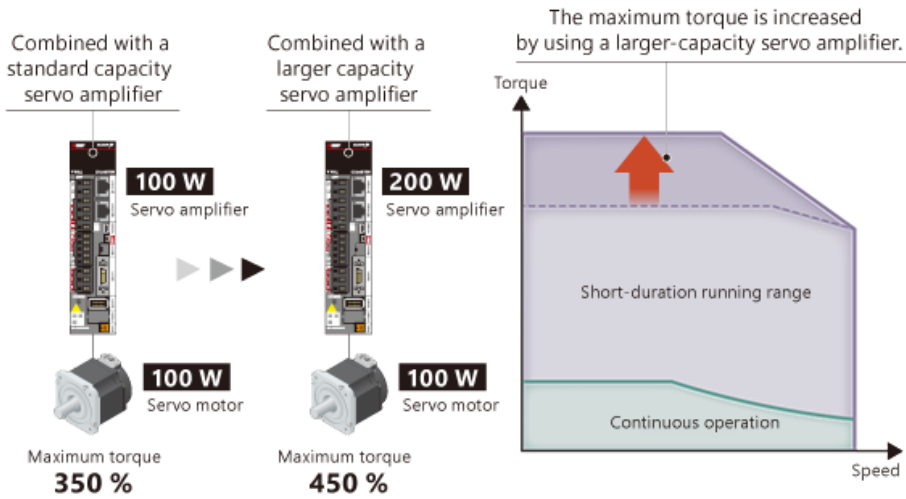 Combined with a
standard capacity
servo amplifier
100 W
Servo amplifier
100 W
Servo motor
Maximum torque
350 %
Combined with a
larger capacity
servo amplifier
200 W
Servo amplifier
100 W
Servo motor
Maximum torque
450 %
The maximum torque is increased
by using a larger-capacity servo amplifier.
Torque
Short-duration running range
Continuous operation
Speed